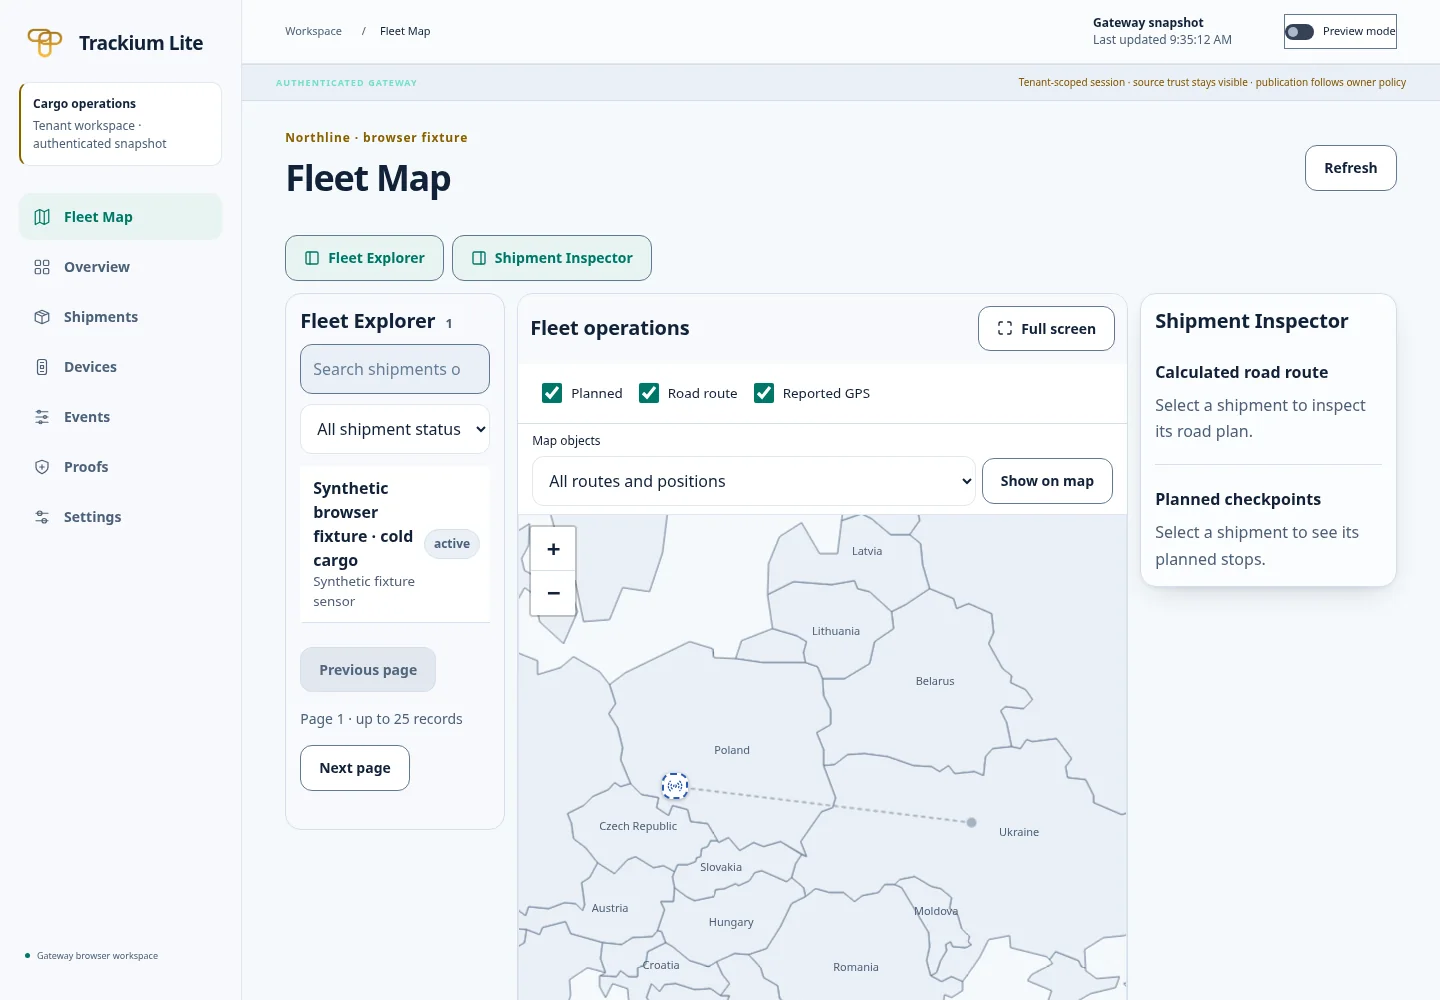 Trackium Lite
Cargo operations
Tenant workspace ·
authenticated snapshot
Fleet Map
Overview
Shipments
Devices
Events
Proofs
Settings
Gateway browser workspace
Workspace / Fleet Map
Gateway snapshot
Last updated 9:35:12 AM
Preview mode
AUTHENTICATED GATEWAY
Tenant-scoped session · source trust stays visible · publication follows owner policy
Northline · browser fixture
Fleet Map
Refresh
Fleet Explorer
Shipment Inspector
Fleet Explorer 1
Search shipments o
All shipment status
Synthetic
browser
fixture · cold
cargo
active
Synthetic fixture
sensor
Previous page
Page 1 · up to 25 records
Next page
Fleet operations
Full screen
Planned
Road route
Reported GPS
Map objects
All routes and positions
Show on map
+
−
Latvia
Lithuania
Belarus
Poland
Czech Republic
Ukraine
Slovakia
Austria
Moldova
Hungary
Croatia
Romania
Shipment Inspector
Calculated road route
Select a shipment to inspect
its road plan.
Planned checkpoints
Select a shipment to see its
planned stops.